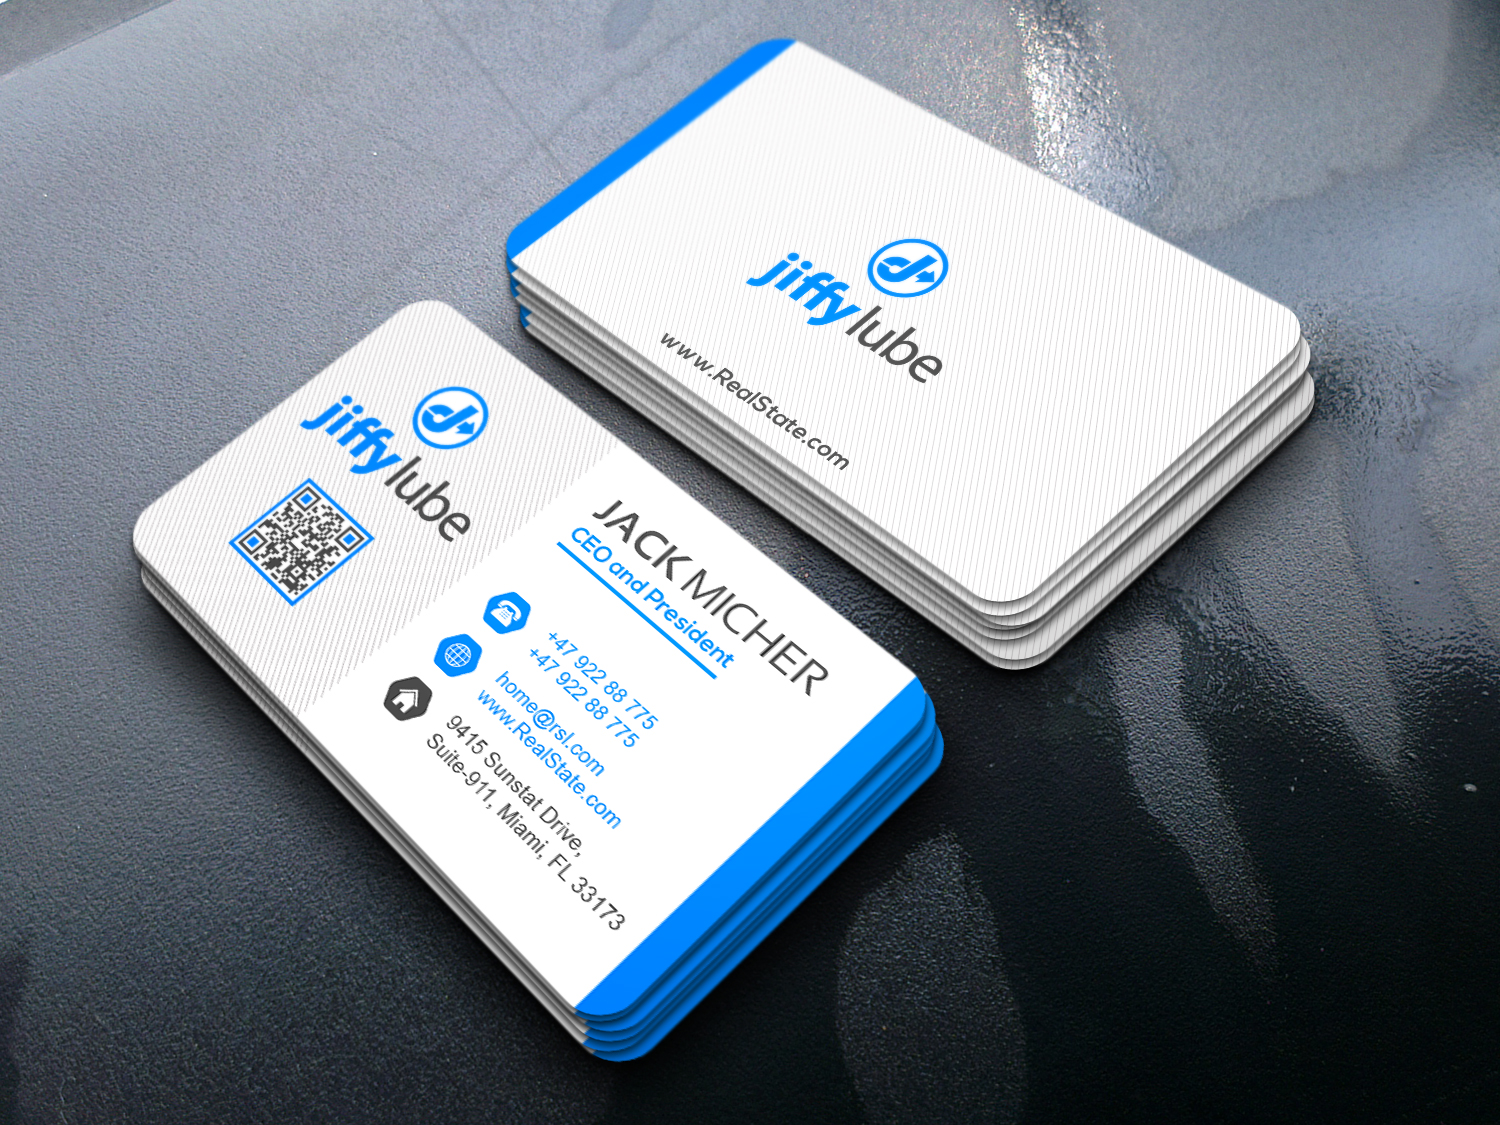 jiffy lube
www.RealState.com
jiffy lube
JACK MICHER
CEO and President
+47 922 88 775
+47 922 88 775
home@rsl.com
www.RealState.com
9415 Sunstat Drive,
Suite-911, Miami, FL 33173